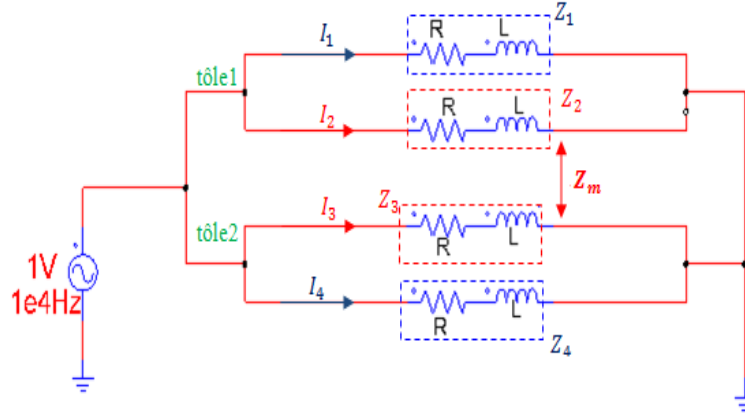 Z₁
I₁
R
L
tôle1
Z₂
I₂
R
L
Zₘ
Z₃
I₃
tôle2
R
L
1V
1e4Hz
I₄
R
L
Z₄